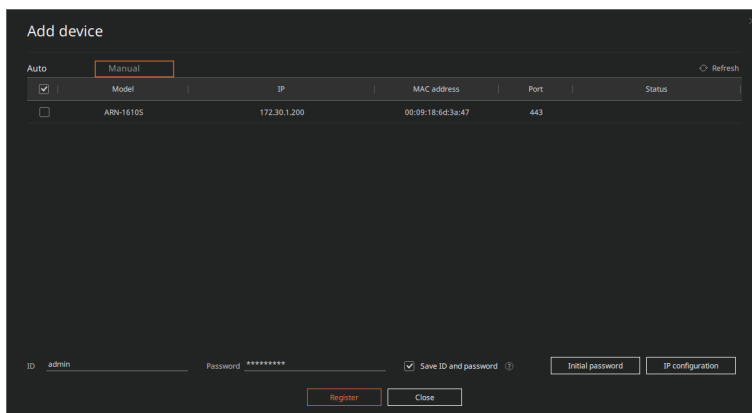 Add device
Auto Manual Refresh
Model IP MAC address Port Status
ARN-1610S 172.30.1.200 00:09:18:6d:3a:47 443
ID admin Password ********* Save ID and password ? Initial password IP configuration
Register Close